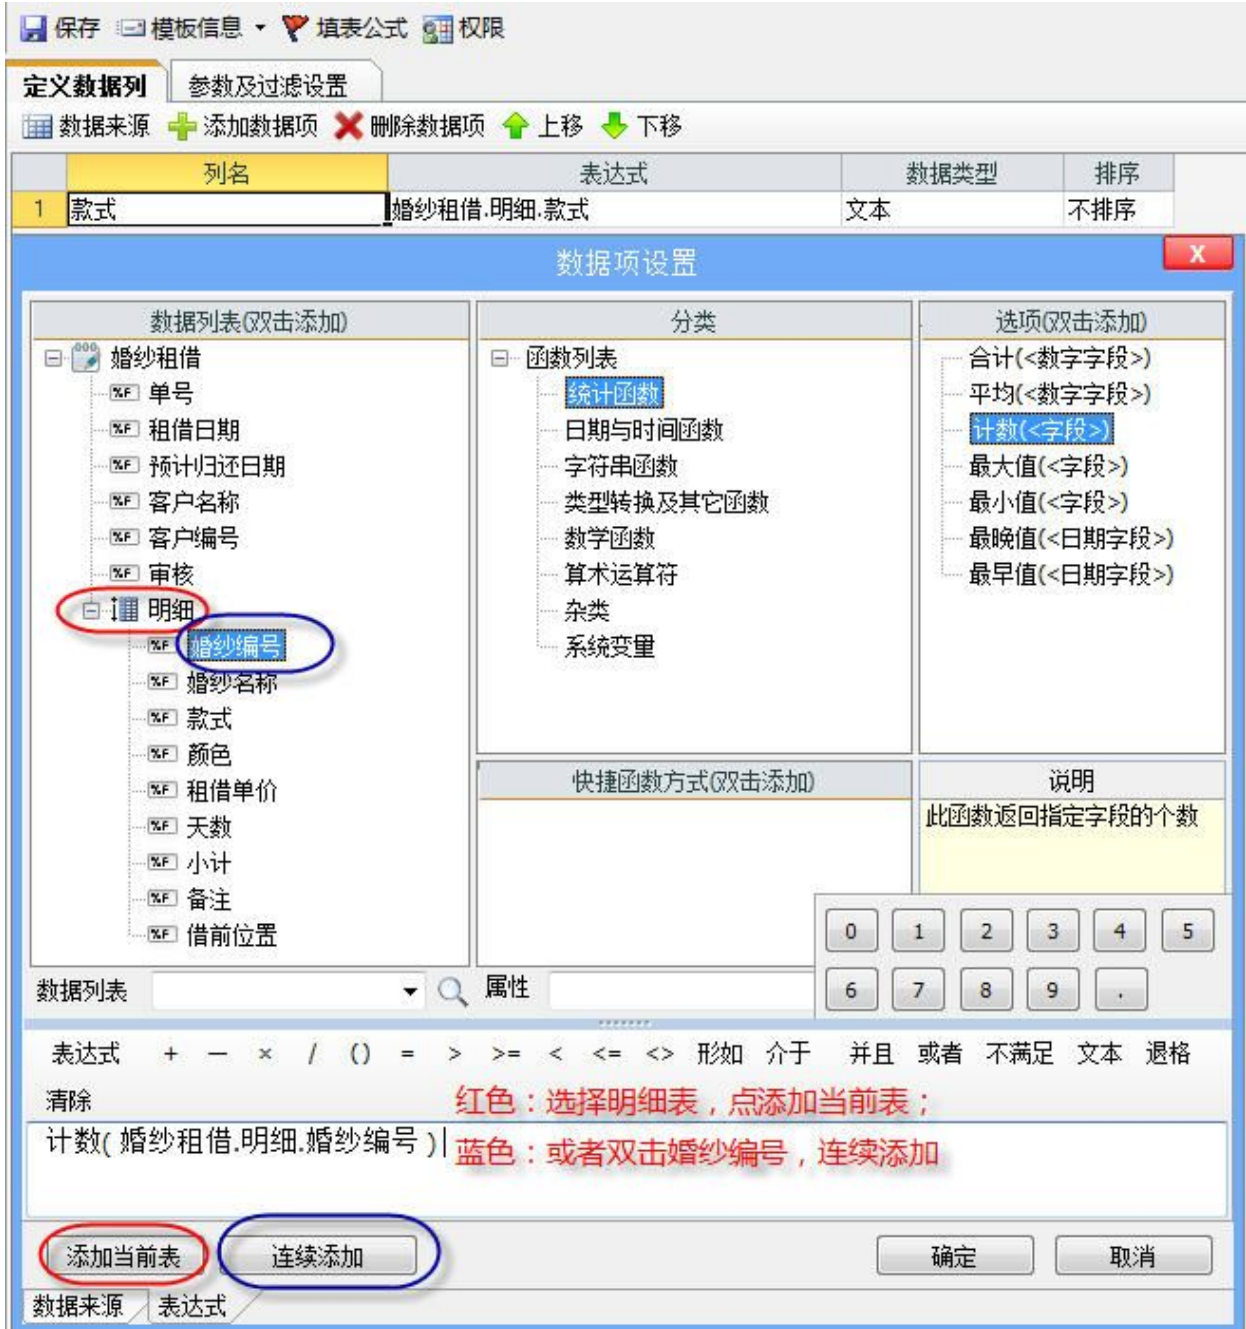 保存 模板信息 填表公式 权限
定义数据列 参数及过滤设置
数据来源 添加数据项 删除数据项 上移 下移
列名 表达式 数据类型 排序
1 款式 婚纱租借.明细.款式 文本 不排序
数据项设置 X
数据列表(双击添加) 分类 选项(双击添加)
婚纱租借 函数列表 合计(<数字字段>)
%F 单号 统计函数 平均(<数字字段>)
%F 租借日期 日期与时间函数 计数(<字段>)
%F 预计归还日期 字符串函数 最大值(<字段>)
%F 客户名称 类型转换及其它函数 最小值(<字段>)
%F 客户编号 数学函数 最晚值(<日期字段>)
%F 审核 算术运算符 最早值(<日期字段>)
明细 杂类
%F 婚纱编号 系统变量
%F 婚纱名称
%F 款式
%F 颜色
快捷函数方式(双击添加) 说明
%F 租借单价
此函数返回指定字段的个数
%F 天数
%F 小计
%F 备注
%F 借前位置
0 1 2 3 4 5
数据列表 属性 6 7 8 9 .
表达式 + — × / () = > >= < <= <> 形如 介于 并且 或者 不满足 文本 退格
清除
红色：选择明细表，点添加当前表；
计数( 婚纱租借.明细.婚纱编号 )
蓝色：或者双击婚纱编号，连续添加
添加当前表 连续添加 确定 取消
数据来源 表达式